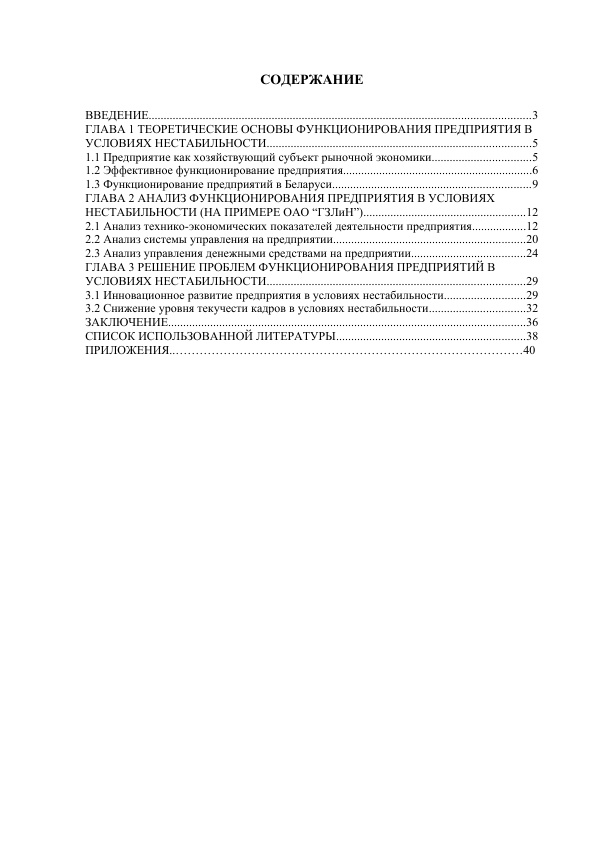 СОДЕРЖАНИЕ
ВВЕДЕНИЕ................................................................................................................................3
ГЛАВА 1 ТЕОРЕТИЧЕСКИЕ ОСНОВЫ ФУНКЦИОНИРОВАНИЯ ПРЕДПРИЯТИЯ В
УСЛОВИЯХ НЕСТАБИЛЬНОСТИ........................................................................................5
1.1 Предприятие как хозяйствующий субъект рыночной экономики..................................5
1.2 Эффективное функционирование предприятия...............................................................6
1.3 Функционирование предприятий в Беларуси...................................................................9
ГЛАВА 2 АНАЛИЗ ФУНКЦИОНИРОВАНИЯ ПРЕДПРИЯТИЯ В УСЛОВИЯХ
НЕСТАБИЛЬНОСТИ (НА ПРИМЕРЕ ОАО “ГЗЛиН”)......................................................12
2.1 Анализ технико-экономических показателей деятельности предприятия..................12
2.2 Анализ системы управления на предприятии................................................................20
2.3 Анализ управления денежными средствами на предприятии......................................24
ГЛАВА 3 РЕШЕНИЕ ПРОБЛЕМ ФУНКЦИОНИРОВАНИЯ ПРЕДПРИЯТИЙ В
УСЛОВИЯХ НЕСТАБИЛЬНОСТИ......................................................................................29
3.1 Инновационное развитие предприятия в условиях нестабильности...........................29
3.2 Снижение уровня текучести кадров в условиях нестабильности................................32
ЗАКЛЮЧЕНИЕ.......................................................................................................................36
СПИСОК ИСПОЛЬЗОВАННОЙ ЛИТЕРАТУРЫ...............................................................38
ПРИЛОЖЕНИЯ..……………………………………………………………………………40